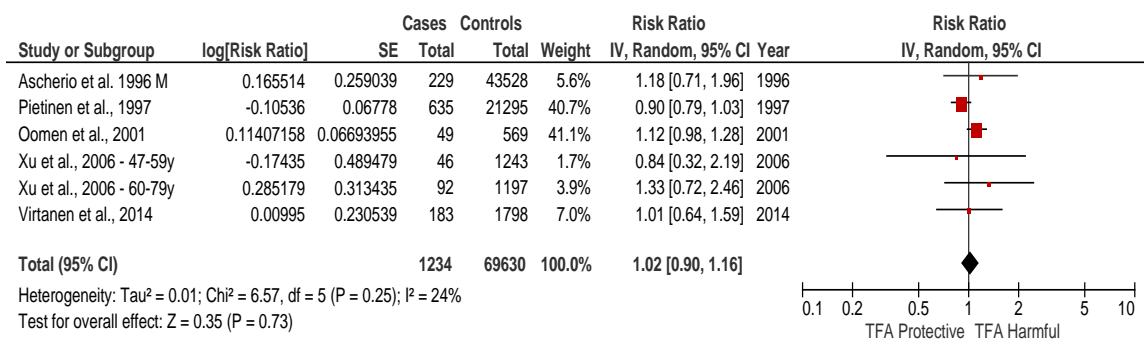 Cases Controls Risk Ratio Risk Ratio
Study or Subgroup log[Risk Ratio] SE Total Total Weight IV, Random, 95% CI Year IV, Random, 95% CI
Ascherio et al. 1996 M 0.165514 0.259039 229 43528 5.6% 1.18 [0.71, 1.96] 1996
Pietinen et al., 1997 -0.10536 0.06778 635 21295 40.7% 0.90 [0.79, 1.03] 1997
Oomen et al., 2001 0.11407158 0.06693955 49 569 41.1% 1.12 [0.98, 1.28] 2001
Xu et al., 2006 - 47-59y -0.17435 0.489479 46 1243 1.7% 0.84 [0.32, 2.19] 2006
Xu et al., 2006 - 60-79y 0.285179 0.313435 92 1197 3.9% 1.33 [0.72, 2.46] 2006
Virtanen et al., 2014 0.00995 0.230539 183 1798 7.0% 1.01 [0.64, 1.59] 2014
Total (95% CI) 1234 69630 100.0% 1.02 [0.90, 1.16]
Heterogeneity: Tau² = 0.01; Chi² = 6.57, df = 5 (P = 0.25); I² = 24%
Test for overall effect: Z = 0.35 (P = 0.73)
0.1 0.2 0.5 1 2 5 10
TFA Protective TFA Harmful